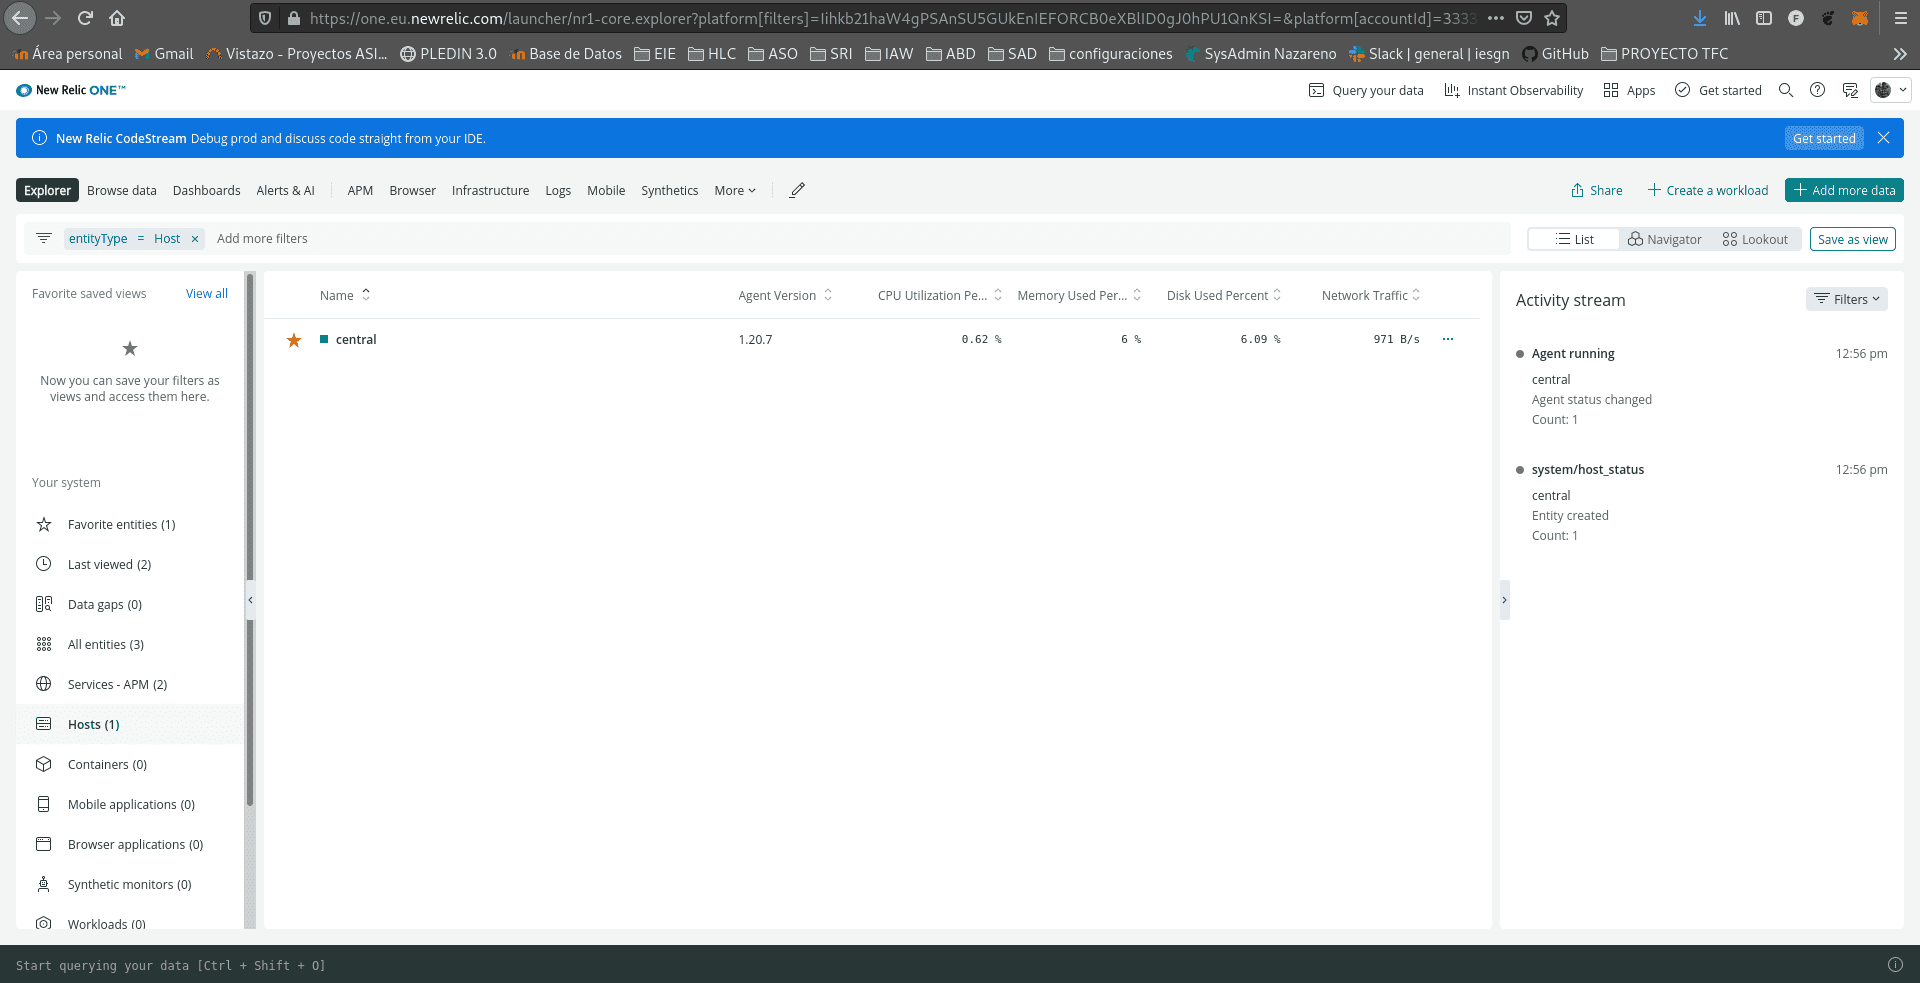 https://one.eu.newrelic.com/launcher/nr1-core.explorer?platform[filters]=Iihkb21haW4gPSAnSU5GUkEnIEFORCB0eXBlID0gJ0hPU1QnKSI=&platform[accountId]=3333
Área personal Gmail Vistazo - Proyectos ASI... PLEDIN 3.0 Base de Datos EIE HLC ASO SRI IAW ABD SAD configuraciones SysAdmin Nazareno Slack | general | iesgn GitHub PROYECTO TFC
New Relic ONE™ Query your data Instant Observability Apps Get started
New Relic CodeStream Debug prod and discuss code straight from your IDE. Get started
Explorer Browse data Dashboards Alerts & AI APM Browser Infrastructure Logs Mobile Synthetics More Share Create a workload Add more data
entityType = Host × Add more filters List Navigator Lookout Save as view
Favorite saved views View all
Now you can save your filters as
views and access them here.
Your system
Favorite entities (1)
Last viewed (2)
Data gaps (0)
All entities (3)
Services - APM (2)
Hosts (1)
Containers (0)
Mobile applications (0)
Browser applications (0)
Synthetic monitors (0)
Workloads (0)
Name Agent Version CPU Utilization Pe... Memory Used Per... Disk Used Percent Network Traffic
central 1.20.7 0.62 % 6 % 6.09 % 971 B/s ...
Activity stream Filters
Agent running 12:56 pm
central
Agent status changed
Count: 1
system/host_status 12:56 pm
central
Entity created
Count: 1
Start querying your data [Ctrl + Shift + O]